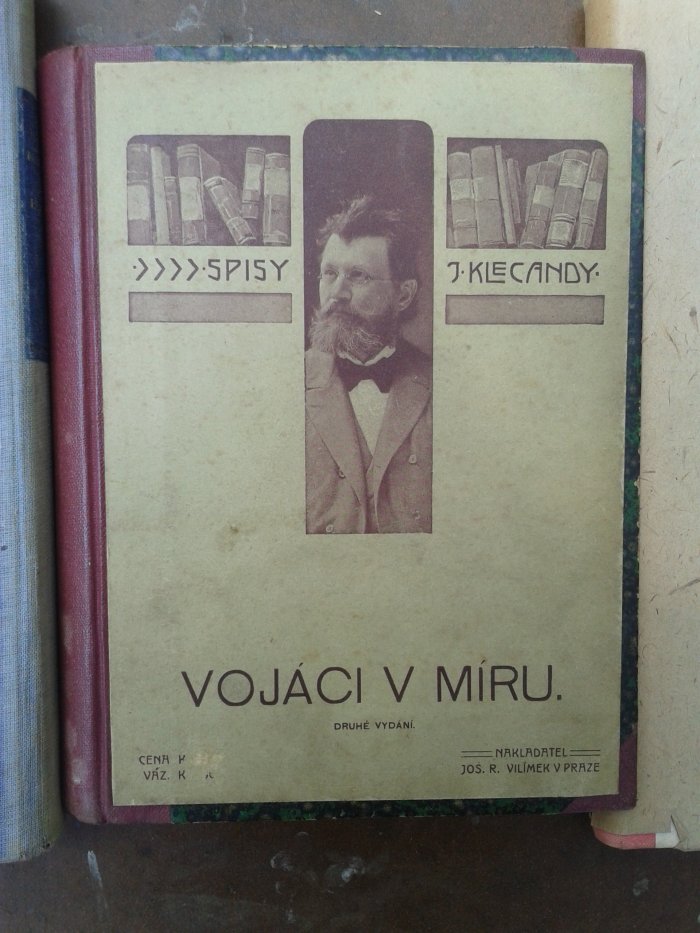 ·>>>>·SPISY
J·KLECANDY·
VOJÁCI V MÍRU.
DRUHÉ VYDÁNÍ.
CENA K
VÁZ. K
NAKLADATEL
JOS. R. VILÍMEK V PRAZE